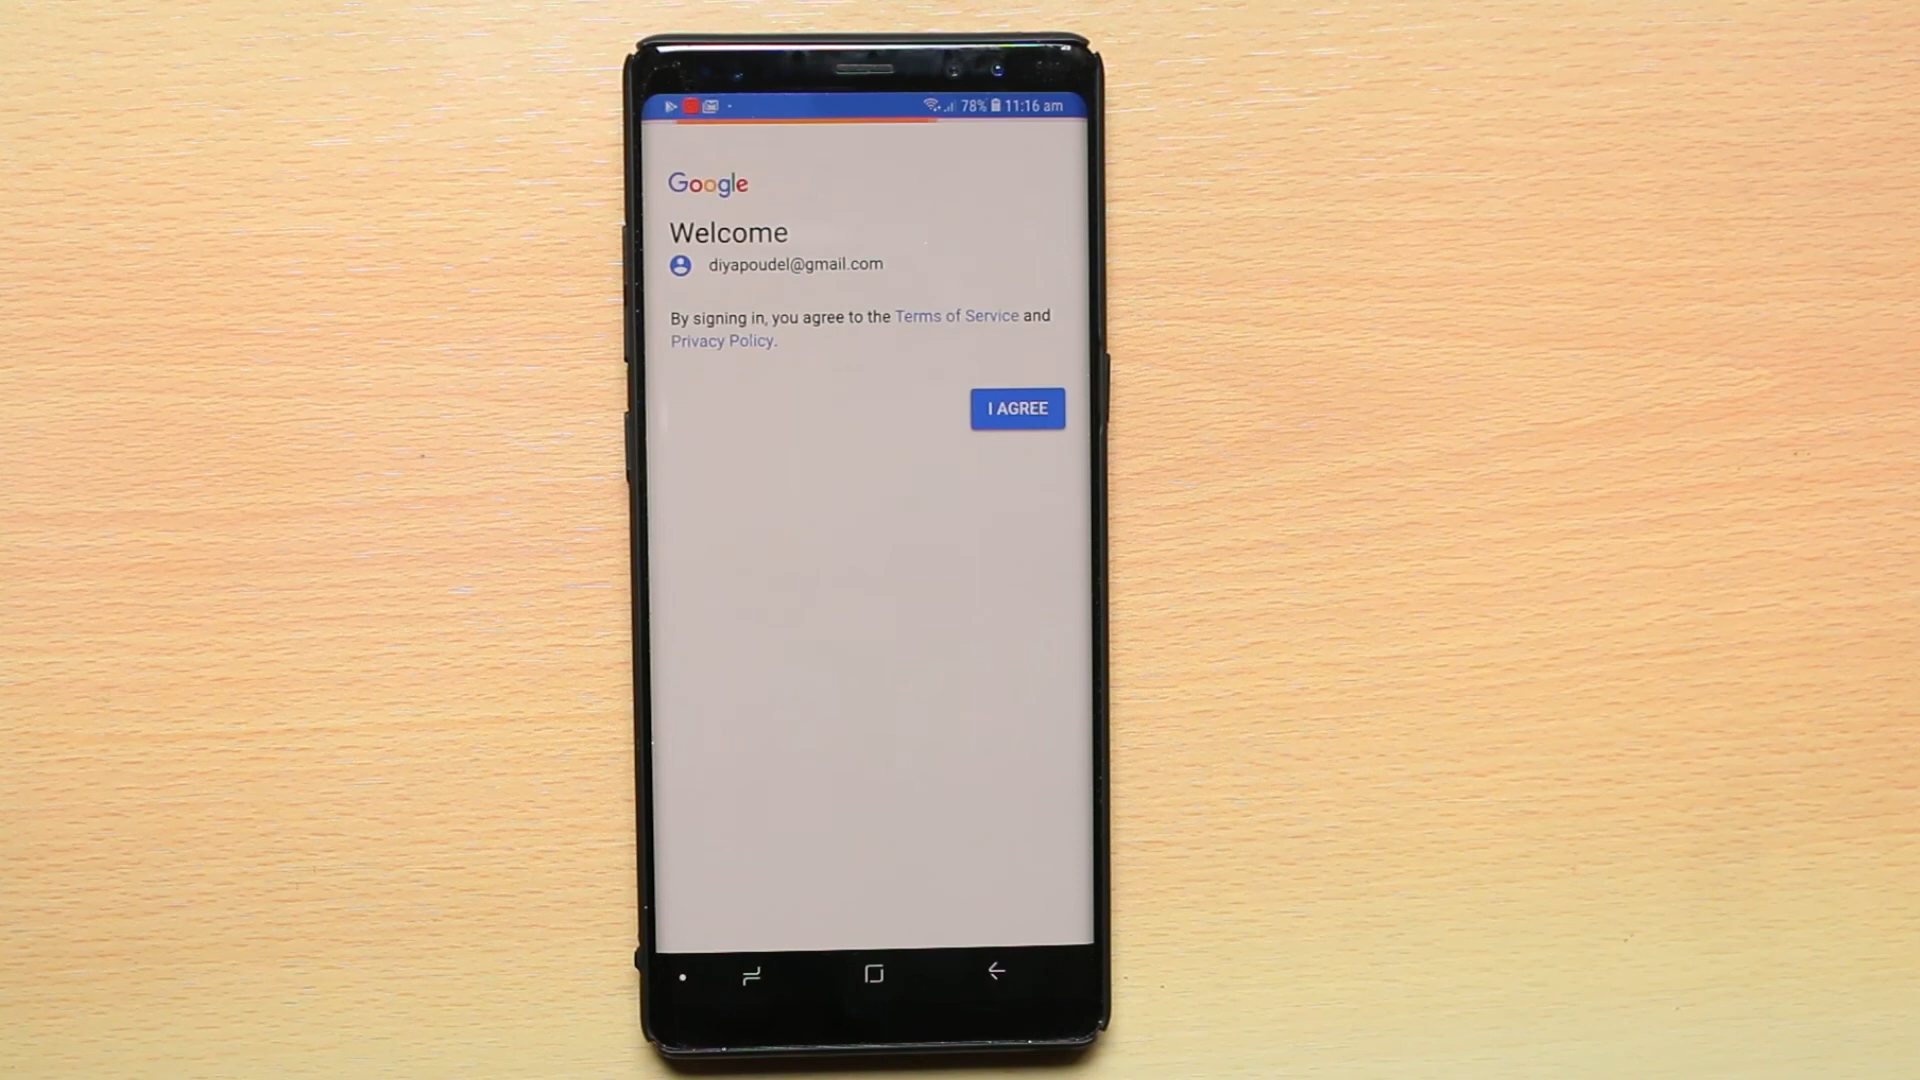 78% 11:16 am
Google
Welcome
diyapoudel@gmail.com
By signing in, you agree to the Terms of Service and
Privacy Policy.
I AGREE